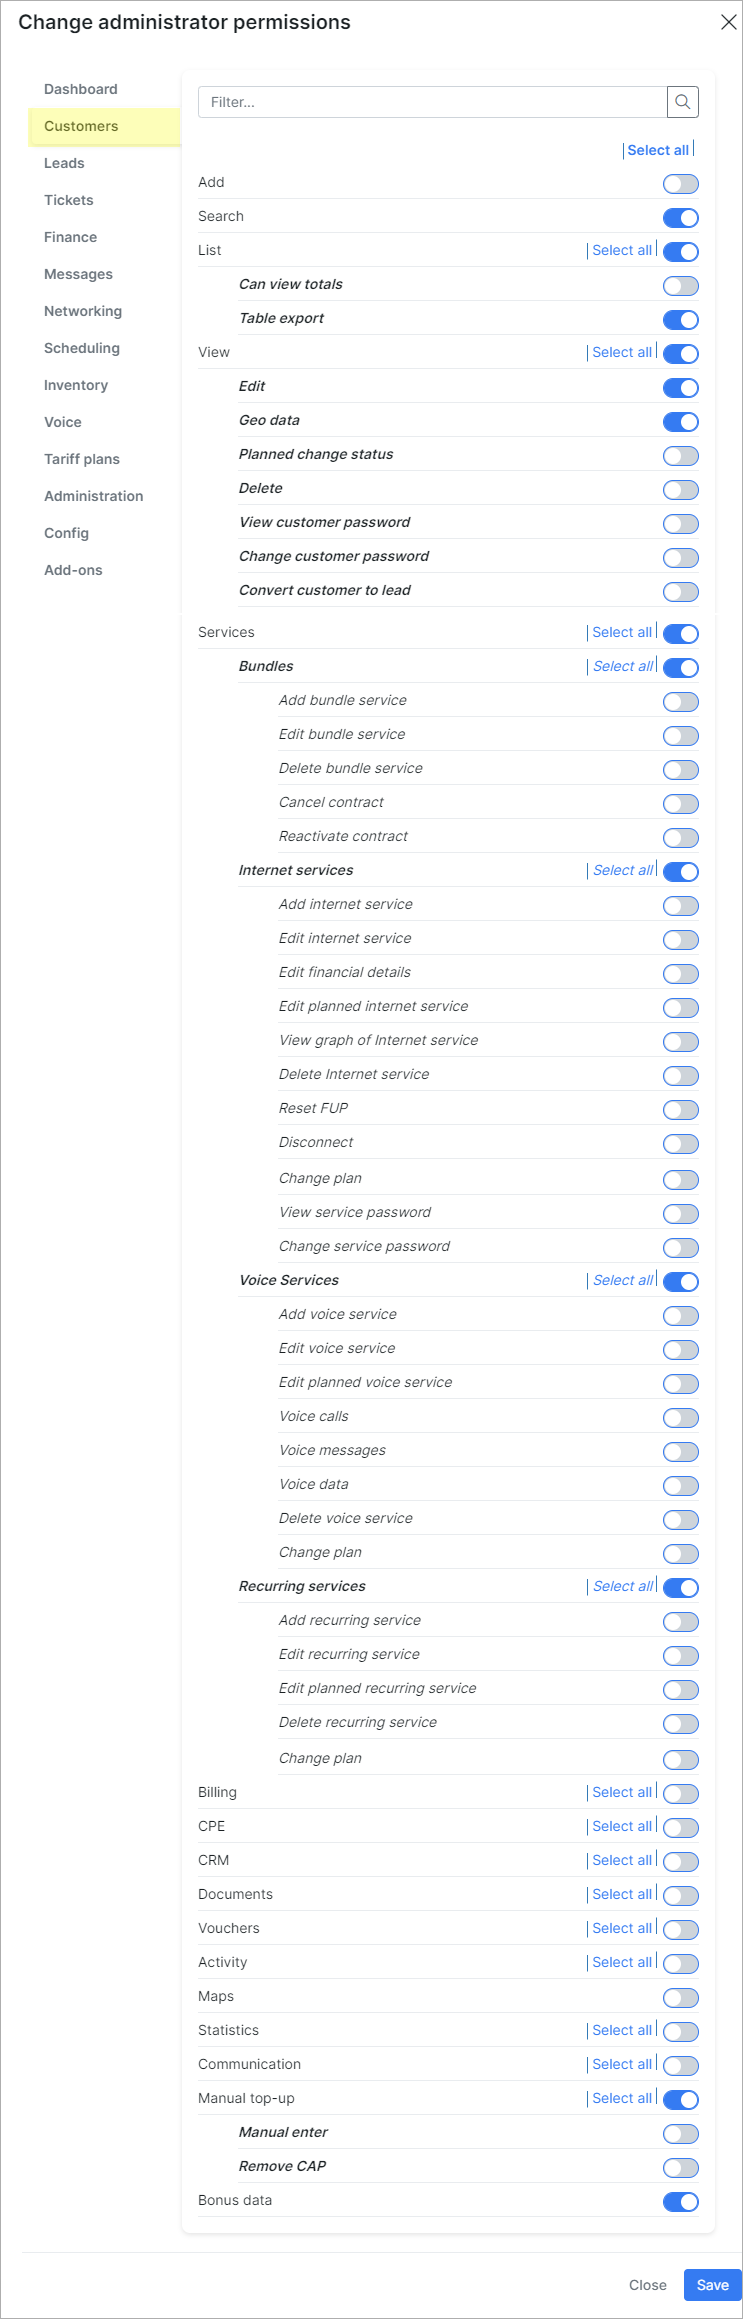 Change administrator permissions
Dashboard
Customers
Leads
Tickets
Finance
Messages
Networking
Scheduling
Inventory
Voice
Tariff plans
Administration
Config
Add-ons
Filter...
Select all
Add
Search
List Select all
Can view totals
Table export
View Select all
Edit
Geo data
Planned change status
Delete
View customer password
Change customer password
Convert customer to lead
Services Select all
Bundles Select all
Add bundle service
Edit bundle service
Delete bundle service
Cancel contract
Reactivate contract
Internet services Select all
Add internet service
Edit internet service
Edit financial details
Edit planned internet service
View graph of Internet service
Delete Internet service
Reset FUP
Disconnect
Change plan
View service password
Change service password
Voice Services Select all
Add voice service
Edit voice service
Edit planned voice service
Voice calls
Voice messages
Voice data
Delete voice service
Change plan
Recurring services Select all
Add recurring service
Edit recurring service
Edit planned recurring service
Delete recurring service
Change plan
Billing Select all
CPE Select all
CRM Select all
Documents Select all
Vouchers Select all
Activity Select all
Maps
Statistics Select all
Communication Select all
Manual top-up Select all
Manual enter
Remove CAP
Bonus data
Close Save